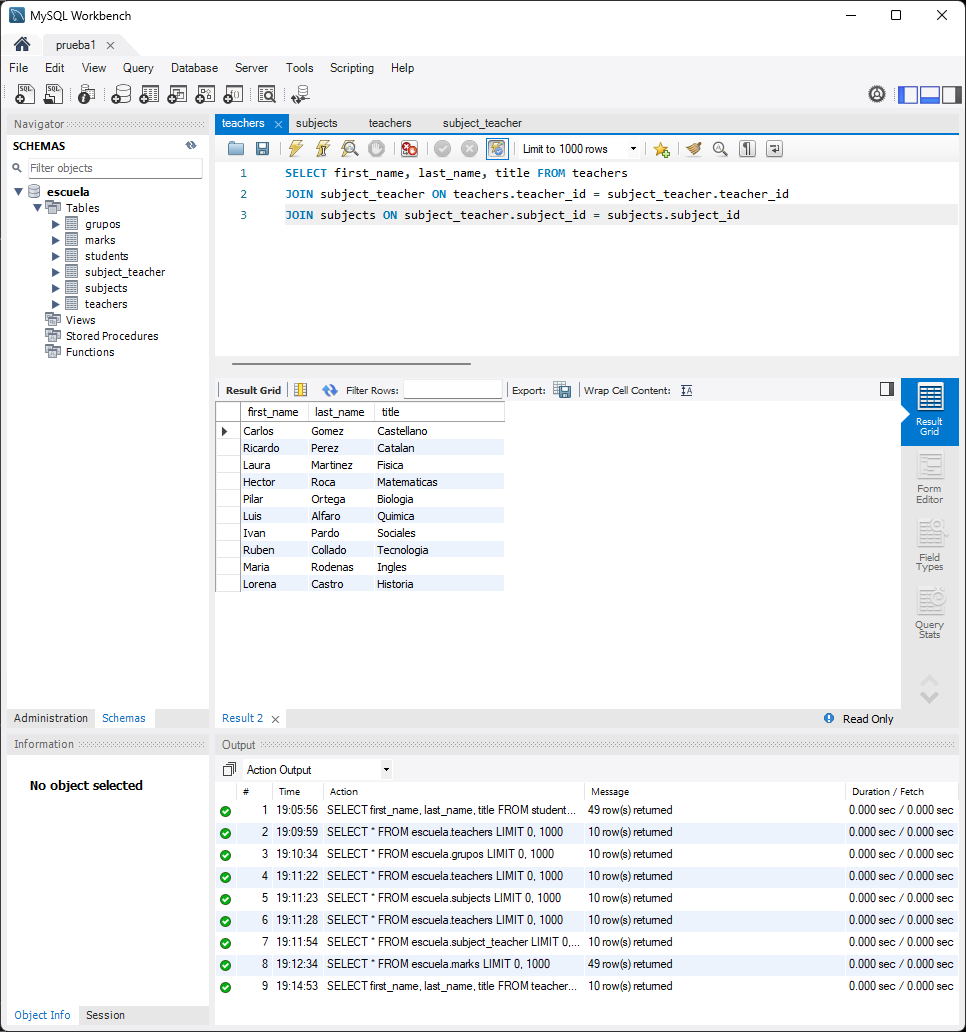 MySQL Workbench
prueba1
File Edit View Query Database Server Tools Scripting Help
Navigator
SCHEMAS
Filter objects
escuela
Tables
grupos
marks
students
subject_teacher
subjects
teachers
Views
Stored Procedures
Functions
Administration Schemas
Information
No object selected
Object Info Session
teachers subjects teachers subject_teacher
Limit to 1000 rows
1 SELECT first_name, last_name, title FROM teachers
2 JOIN subject_teacher ON teachers.teacher_id = subject_teacher.teacher_id
3 JOIN subjects ON subject_teacher.subject_id = subjects.subject_id
Result Grid Filter Rows: Export: Wrap Cell Content:
first_name last_name title
Carlos Gomez Castellano
Ricardo Perez Catalan
Laura Martinez Fisica
Hector Roca Matematicas
Pilar Ortega Biologia
Luis Alfaro Quimica
Ivan Pardo Sociales
Ruben Collado Tecnologia
Maria Rodenas Ingles
Lorena Castro Historia
Result
Grid
Form
Editor
Field
Types
Query
Stats
Result 2 Read Only
Output
Action Output
# Time Action Message Duration / Fetch
1 19:05:56 SELECT first_name, last_name, title FROM student... 49 row(s) returned 0.000 sec / 0.000 sec
2 19:09:59 SELECT * FROM escuela.teachers LIMIT 0, 1000 10 row(s) returned 0.000 sec / 0.000 sec
3 19:10:34 SELECT * FROM escuela.grupos LIMIT 0, 1000 10 row(s) returned 0.000 sec / 0.000 sec
4 19:11:22 SELECT * FROM escuela.teachers LIMIT 0, 1000 10 row(s) returned 0.000 sec / 0.000 sec
5 19:11:23 SELECT * FROM escuela.subjects LIMIT 0, 1000 10 row(s) returned 0.000 sec / 0.000 sec
6 19:11:28 SELECT * FROM escuela.teachers LIMIT 0, 1000 10 row(s) returned 0.000 sec / 0.000 sec
7 19:11:54 SELECT * FROM escuela.subject_teacher LIMIT 0,... 10 row(s) returned 0.000 sec / 0.000 sec
8 19:12:34 SELECT * FROM escuela.marks LIMIT 0, 1000 49 row(s) returned 0.000 sec / 0.000 sec
9 19:14:53 SELECT first_name, last_name, title FROM teacher... 10 row(s) returned 0.000 sec / 0.000 sec